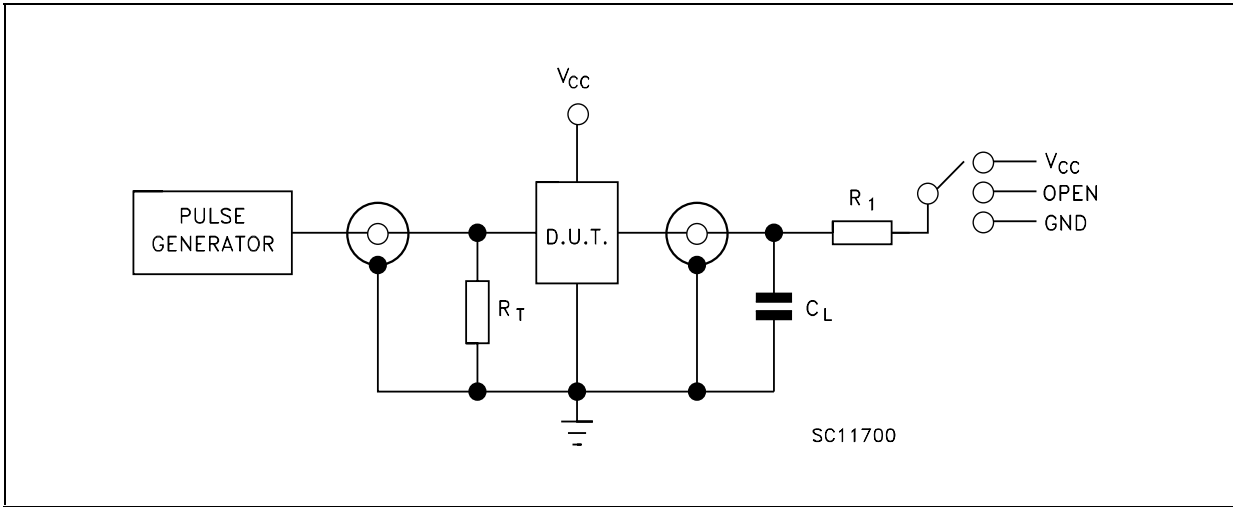 VCC
PULSE
GENERATOR
D.U.T.
RT
CL
R1
VCC
OPEN
GND
SC11700